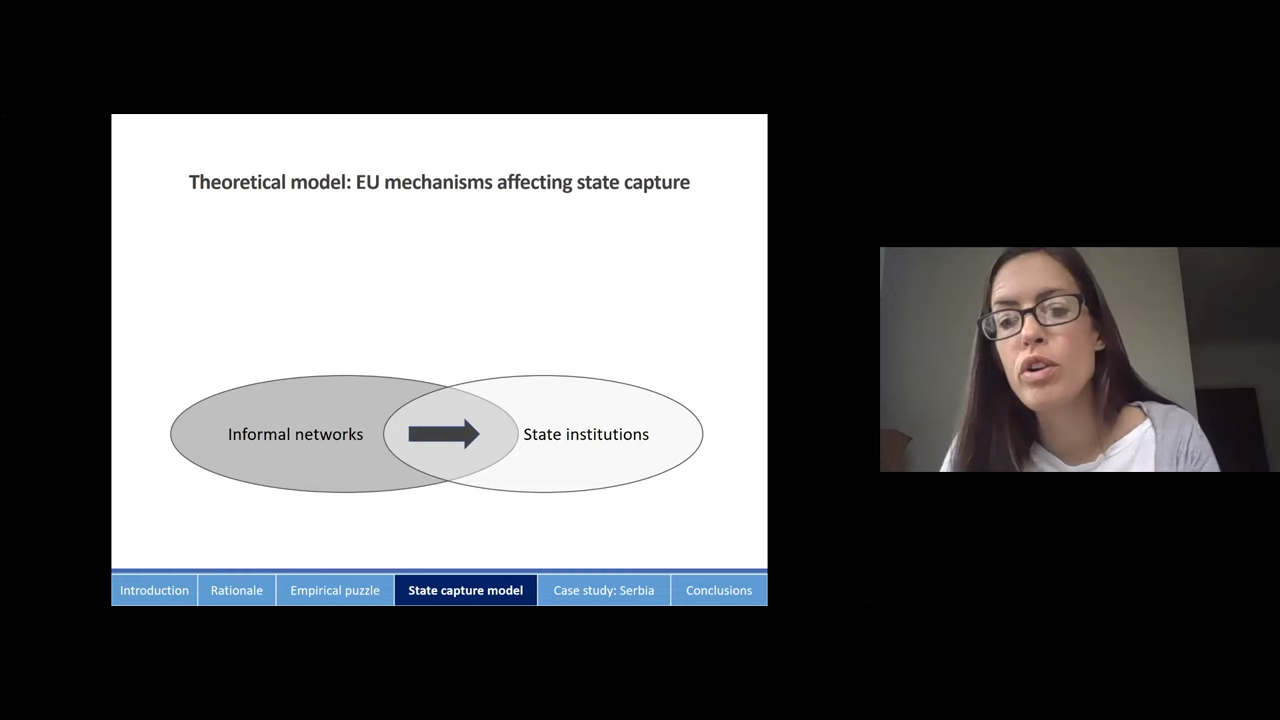 Theoretical model: EU mechanisms affecting state capture
Informal networks
State institutions
Introduction
Rationale
Empirical puzzle
State capture model
Case study: Serbia
Conclusions